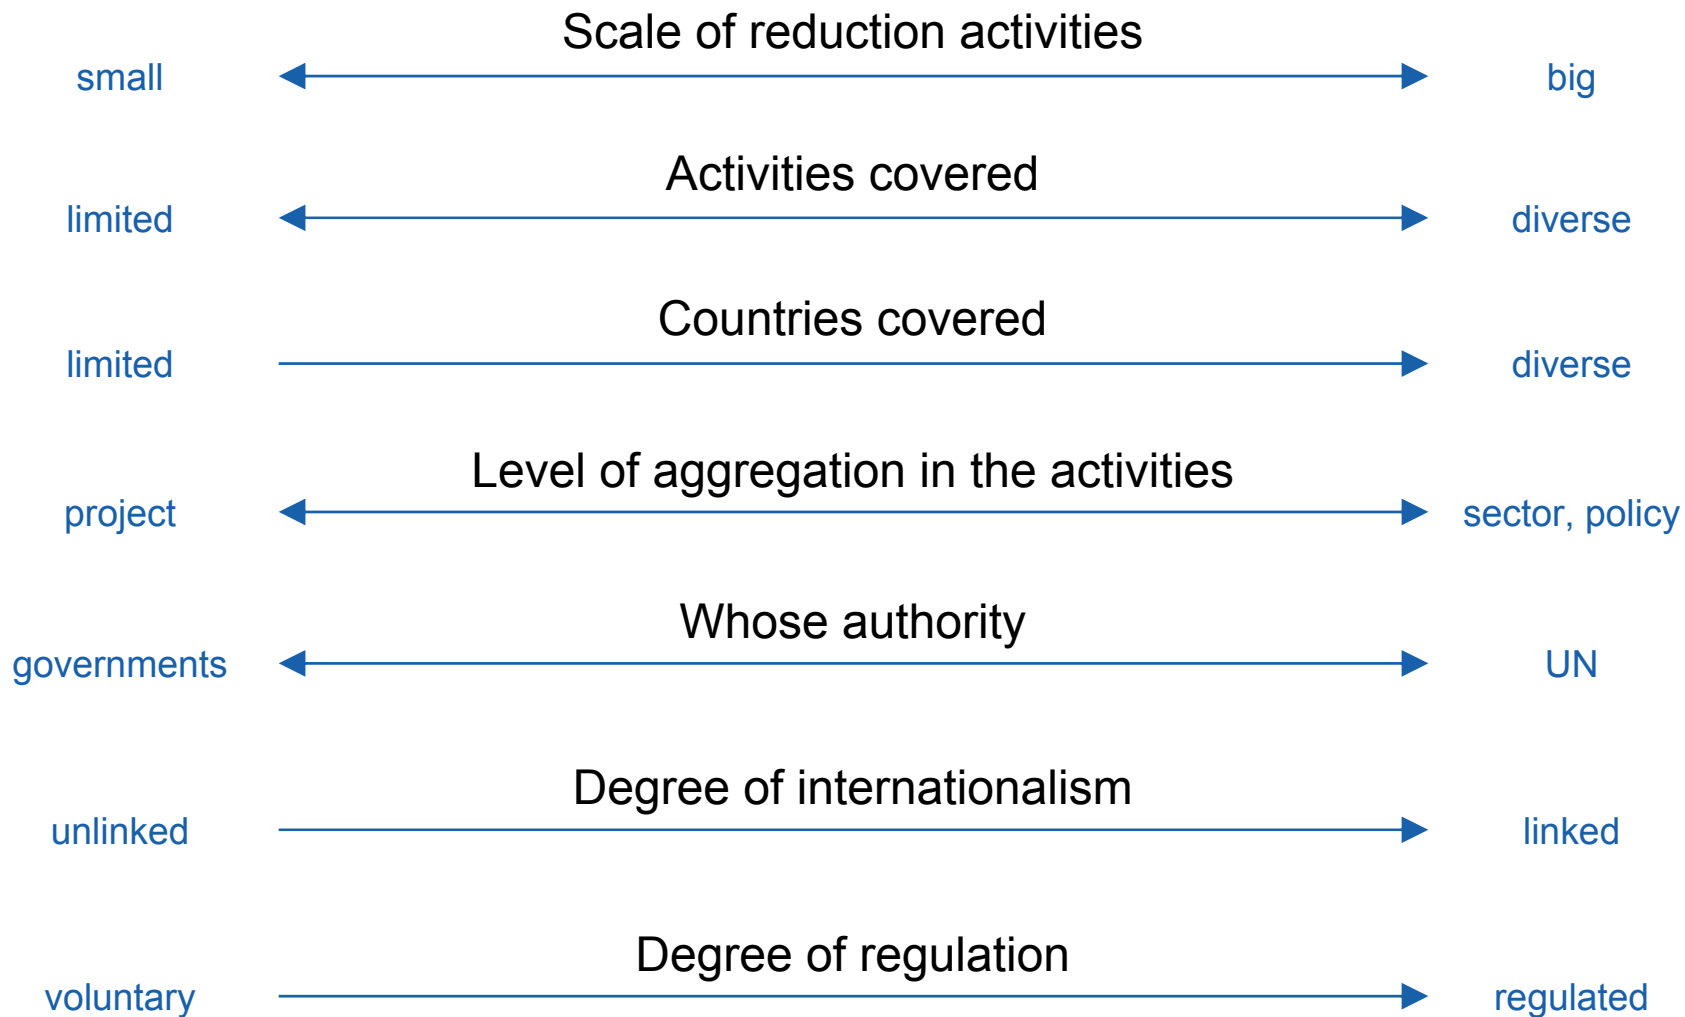 Scale of reduction activities
small big
Activities covered
limited diverse
Countries covered
limited diverse
Level of aggregation in the activities
project sector, policy
Whose authority
governments UN
Degree of internationalism
unlinked linked
Degree of regulation
voluntary regulated